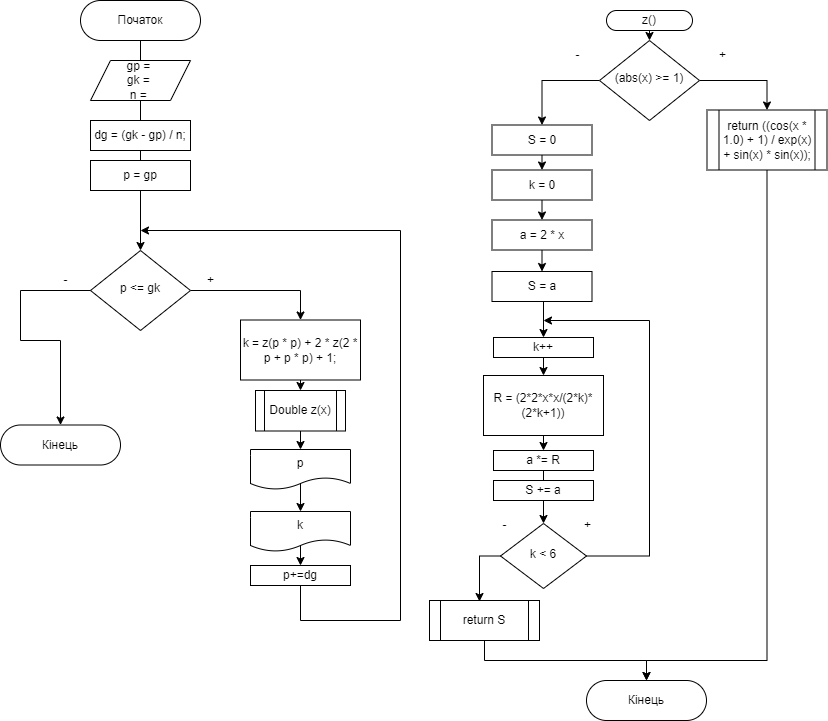 Початок
gp =
gk =
n =
dg = (gk - gp) / n;
p = gp
p <= gk
-
+
k = z(p * p) + 2 * z(2 *
p + p * p) + 1;
Double z(x)
p
k
p+=dg
Кінець
z()
(abs(x) >= 1)
-
+
return ((cos(x *
1.0) + 1) / exp(x)
+ sin(x) * sin(x));
S = 0
k = 0
a = 2 * x
S = a
k++
R = (2*2*x*x/(2*k)*
(2*k+1))
a *= R
S += a
k < 6
-
+
return S
Кінець